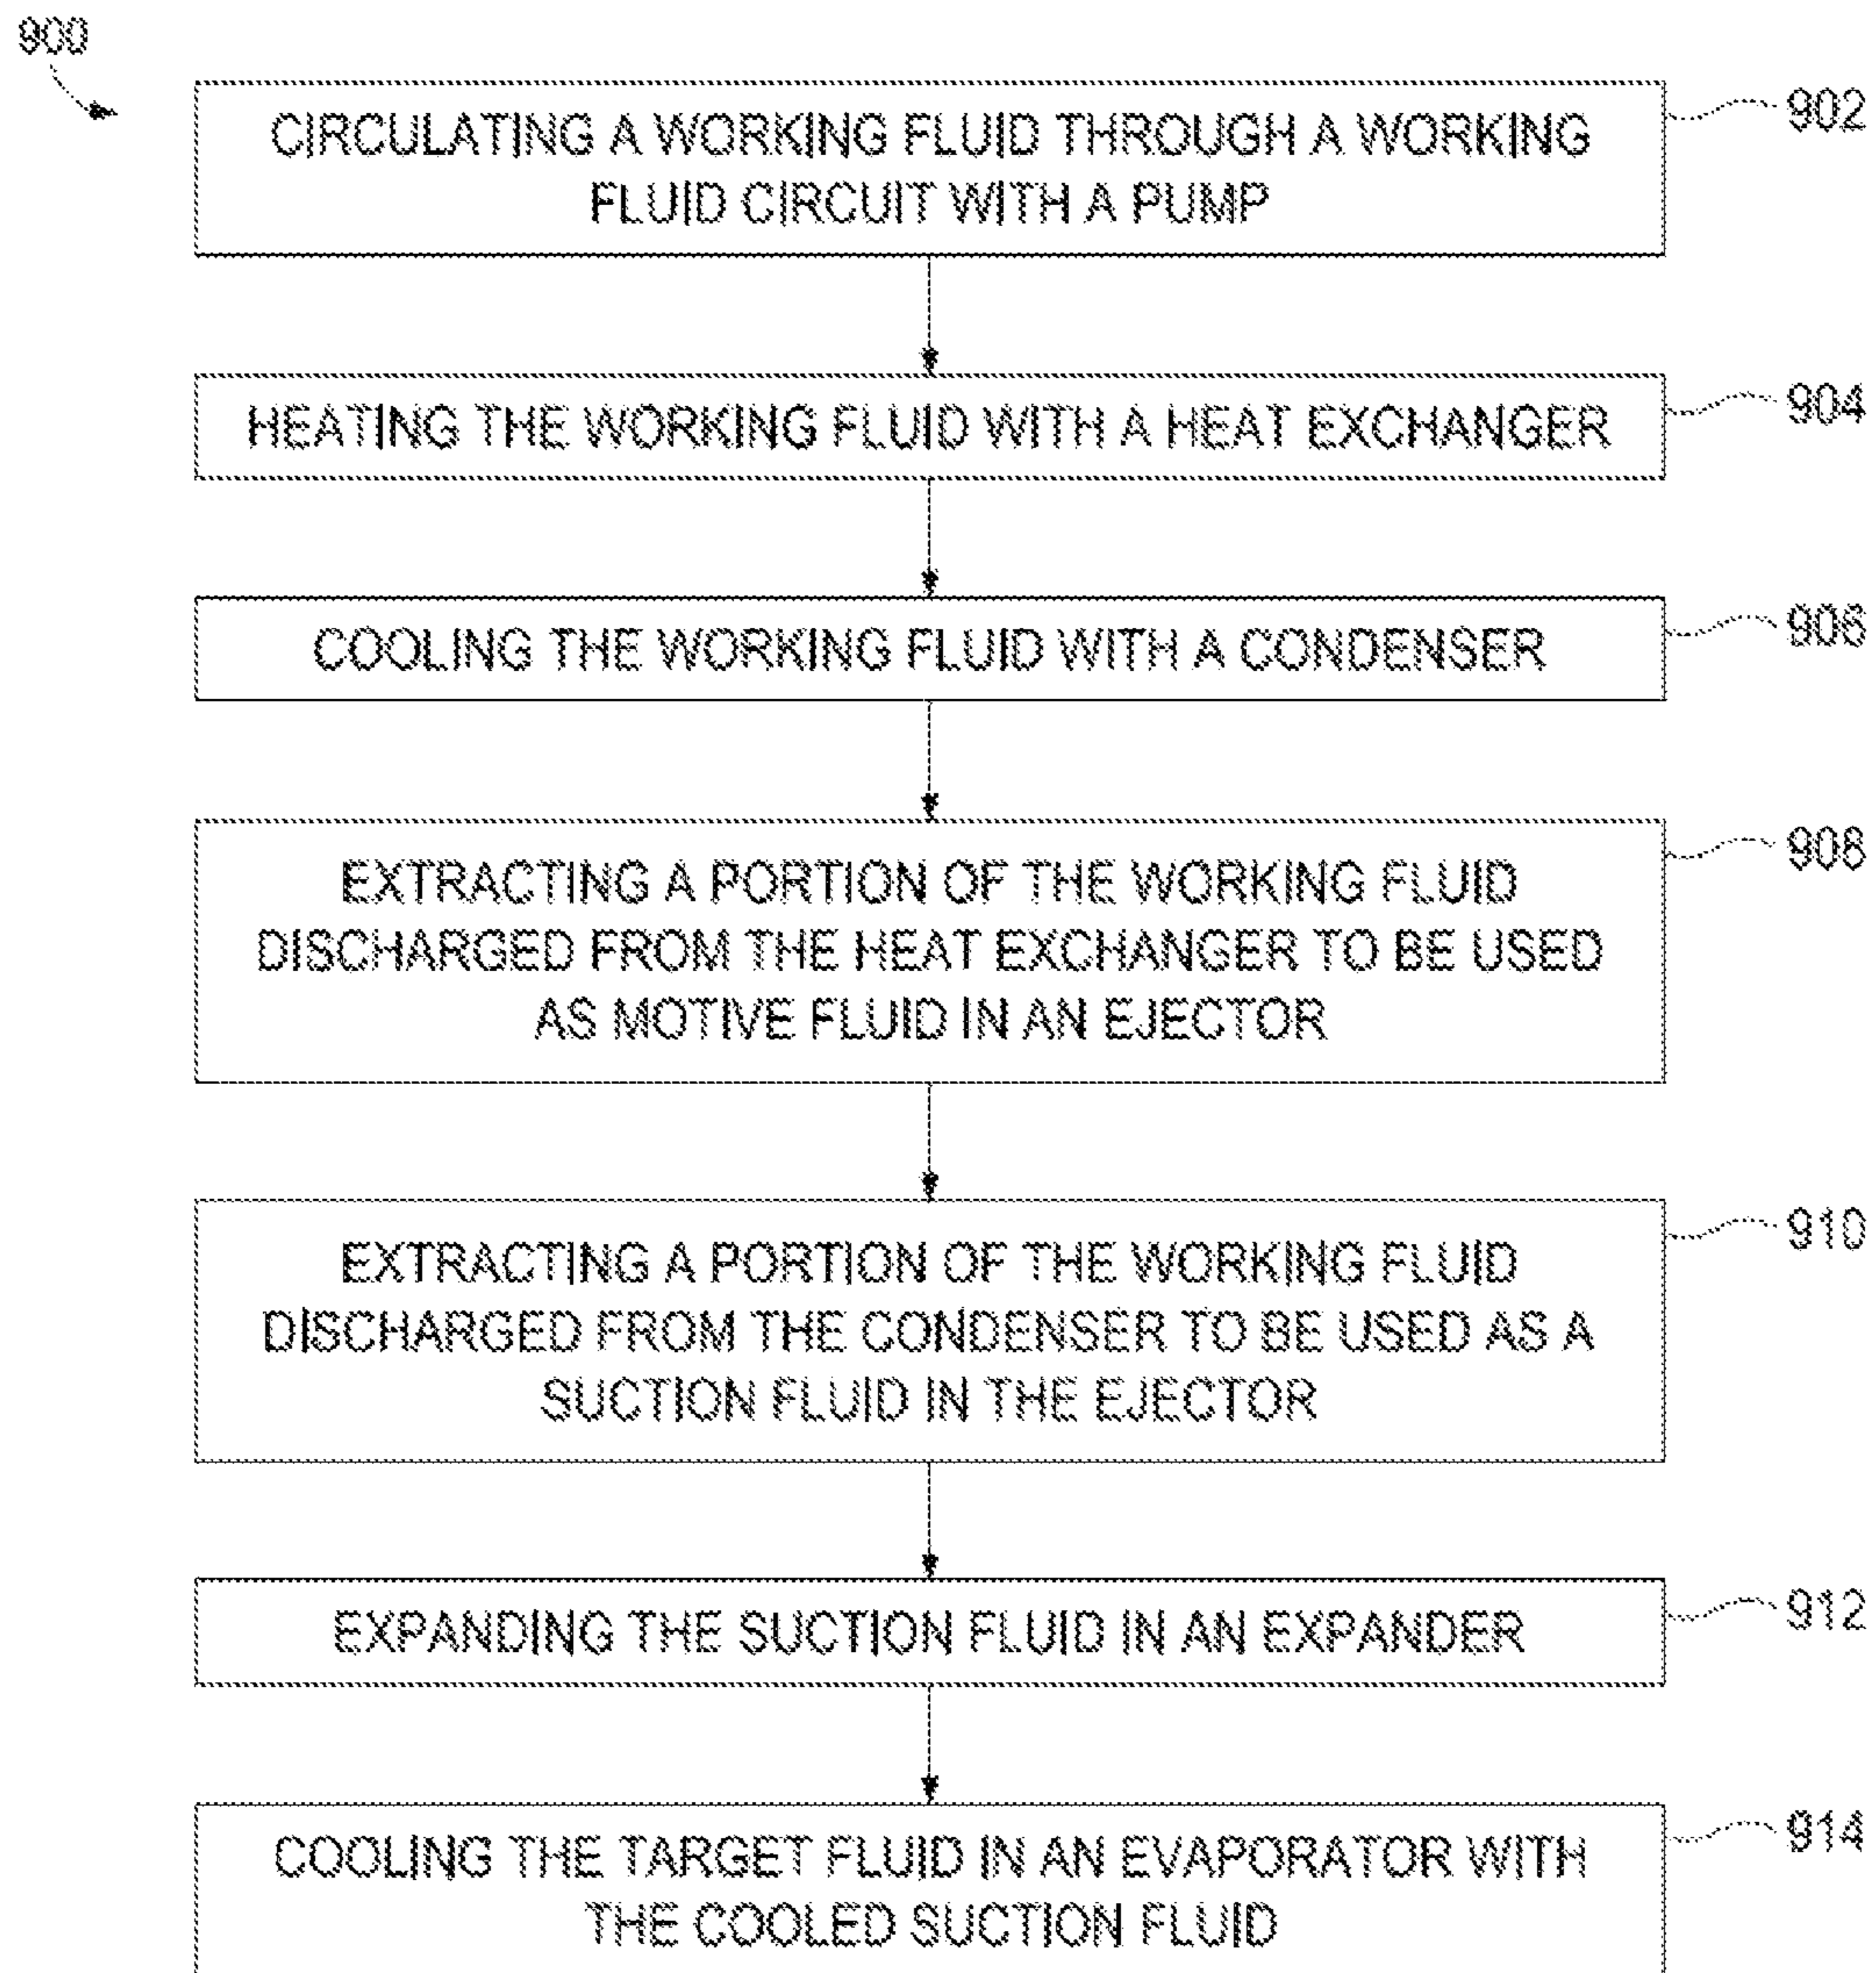 900
CIRCULATING A WORKING FLUID THROUGH A WORKING
FLUID CIRCUIT WITH A PUMP
902
HEATING THE WORKING FLUID WITH A HEAT EXCHANGER
904
COOLING THE WORKING FLUID WITH A CONDENSER
906
EXTRACTING A PORTION OF THE WORKING FLUID
DISCHARGED FROM THE HEAT EXCHANGER TO BE USED
AS MOTIVE FLUID IN AN EJECTOR
908
EXTRACTING A PORTION OF THE WORKING FLUID
DISCHARGED FROM THE CONDENSER TO BE USED AS A
SUCTION FLUID IN THE EJECTOR
910
EXPANDING THE SUCTION FLUID IN AN EXPANDER
912
COOLING THE TARGET FLUID IN AN EVAPORATOR WITH
THE COOLED SUCTION FLUID
914